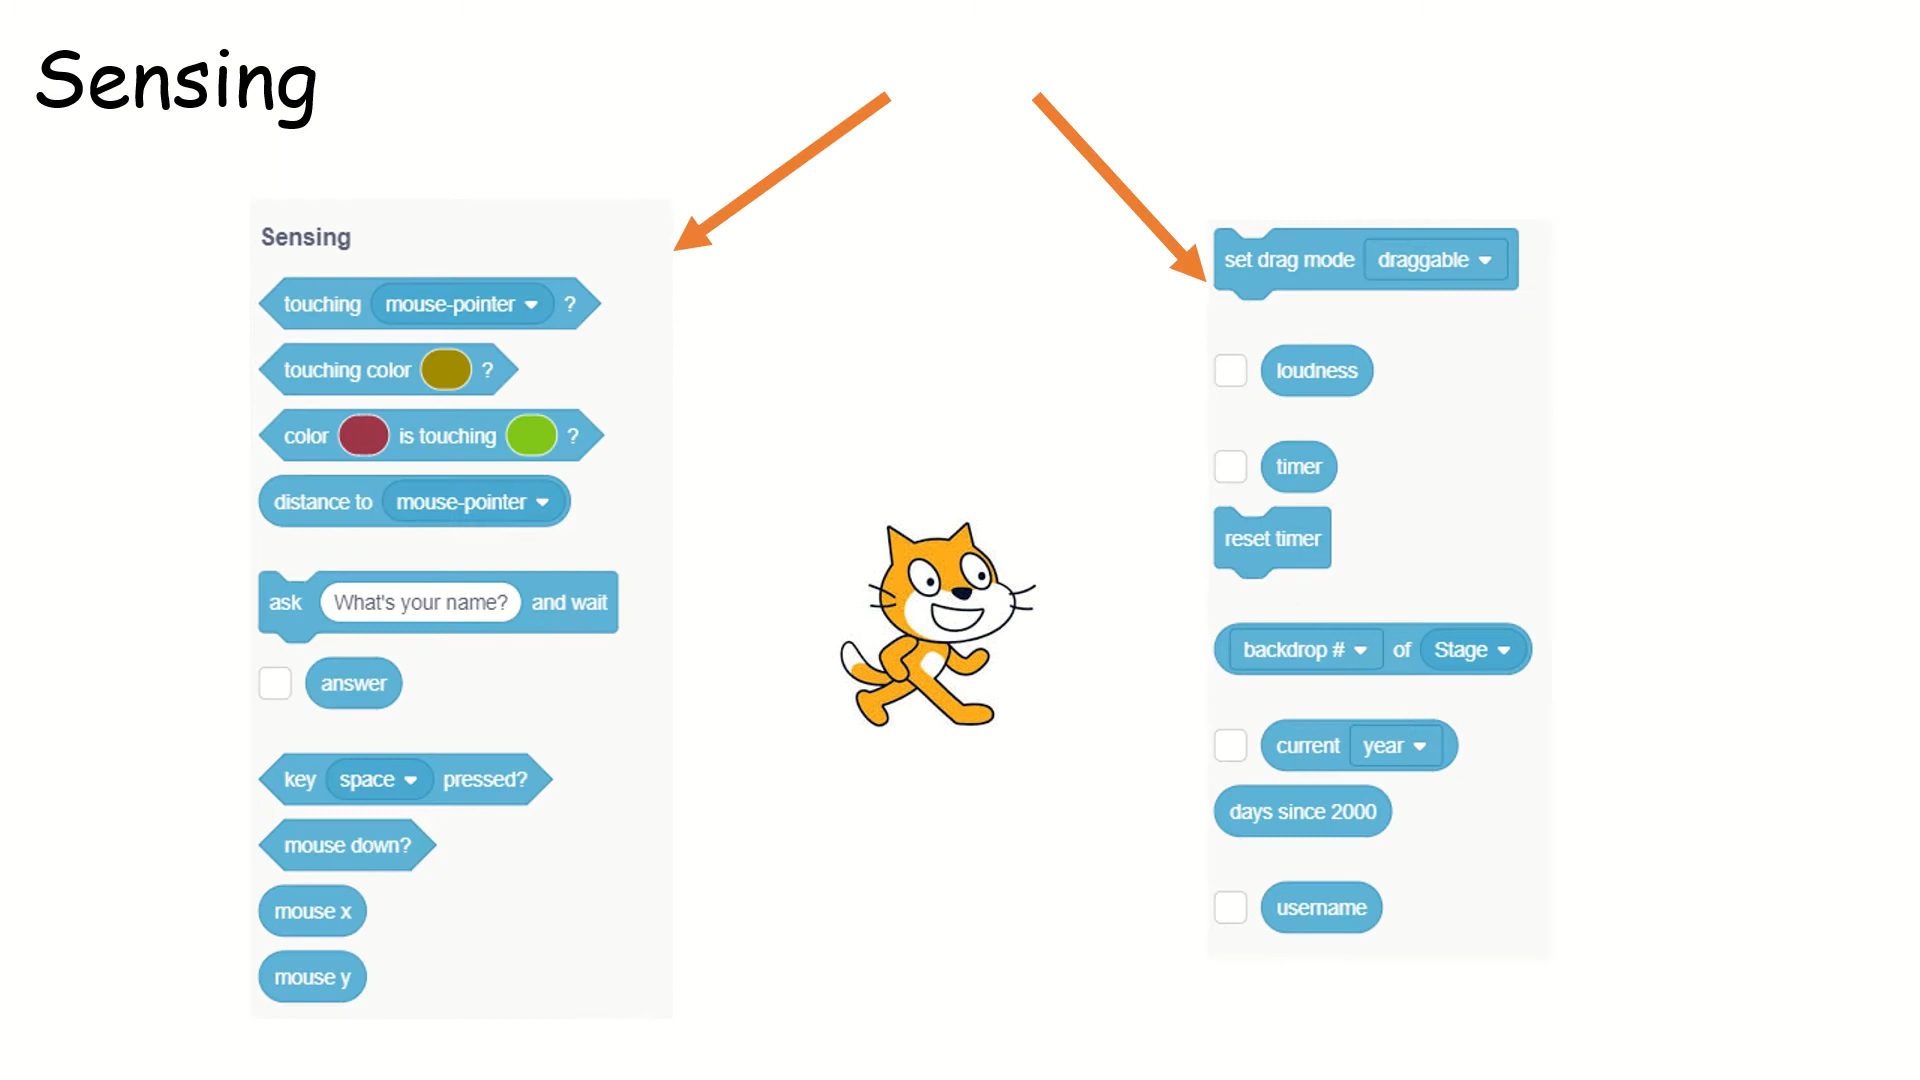 Sensing
Sensing
touching mouse-pointer ?
touching color ?
color is touching ?
distance to mouse-pointer
ask What's your name? and wait
answer
key space pressed?
mouse down?
mouse x
mouse y
set drag mode draggable
loudness
timer
reset timer
backdrop # of Stage
current year
days since 2000
username